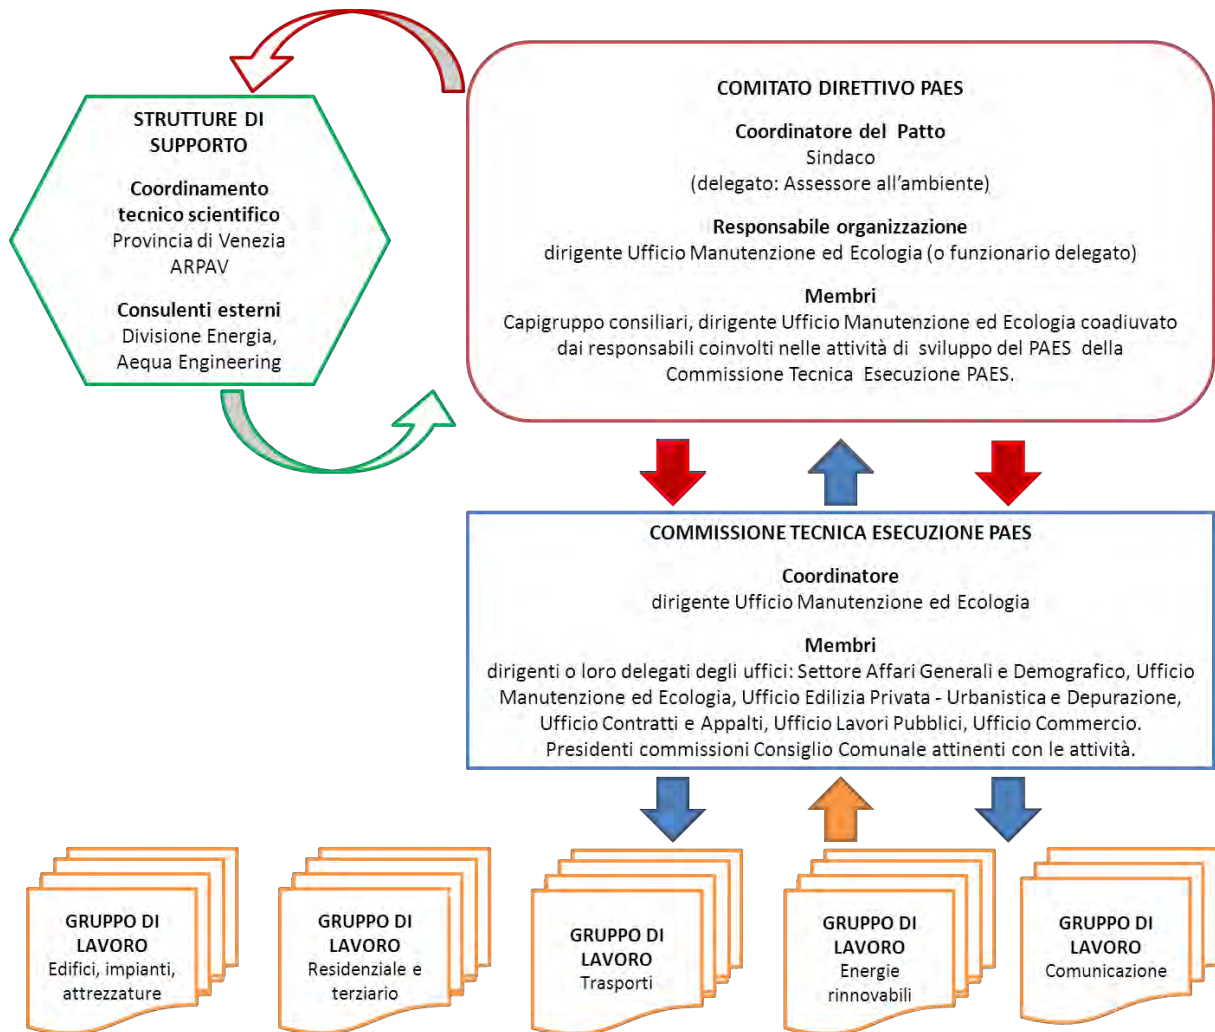 STRUTTURE DI
SUPPORTO
Coordinamento
tecnico scientifico
Provincia di Venezia
ARPAV
Consulenti esterni
Divisione Energia,
Aequa Engineering
COMITATO DIRETTIVO PAES
Coordinatore del Patto
Sindaco
(delegato: Assessore all’ambiente)
Responsabile organizzazione
dirigente Ufficio Manutenzione ed Ecologia (o funzionario delegato)
Membri
Capigruppo consiliari, dirigente Ufficio Manutenzione ed Ecologia coadiuvato
dai responsabili coinvolti nelle attività di sviluppo del PAES della
Commissione Tecnica Esecuzione PAES.
COMMISSIONE TECNICA ESECUZIONE PAES
Coordinatore
dirigente Ufficio Manutenzione ed Ecologia
Membri
dirigenti o loro delegati degli uffici: Settore Affari Generali e Demografico, Ufficio
Manutenzione ed Ecologia, Ufficio Edilizia Privata - Urbanistica e Depurazione,
Ufficio Contratti e Appalti, Ufficio Lavori Pubblici, Ufficio Commercio.
Presidenti commissioni Consiglio Comunale attinenti con le attività.
GRUPPO DI
LAVORO
Edifici, impianti,
attrezzature
GRUPPO DI
LAVORO
Residenziale e
terziario
GRUPPO DI
LAVORO
Trasporti
GRUPPO DI
LAVORO
Energie
rinnovabili
GRUPPO DI
LAVORO
Comunicazione